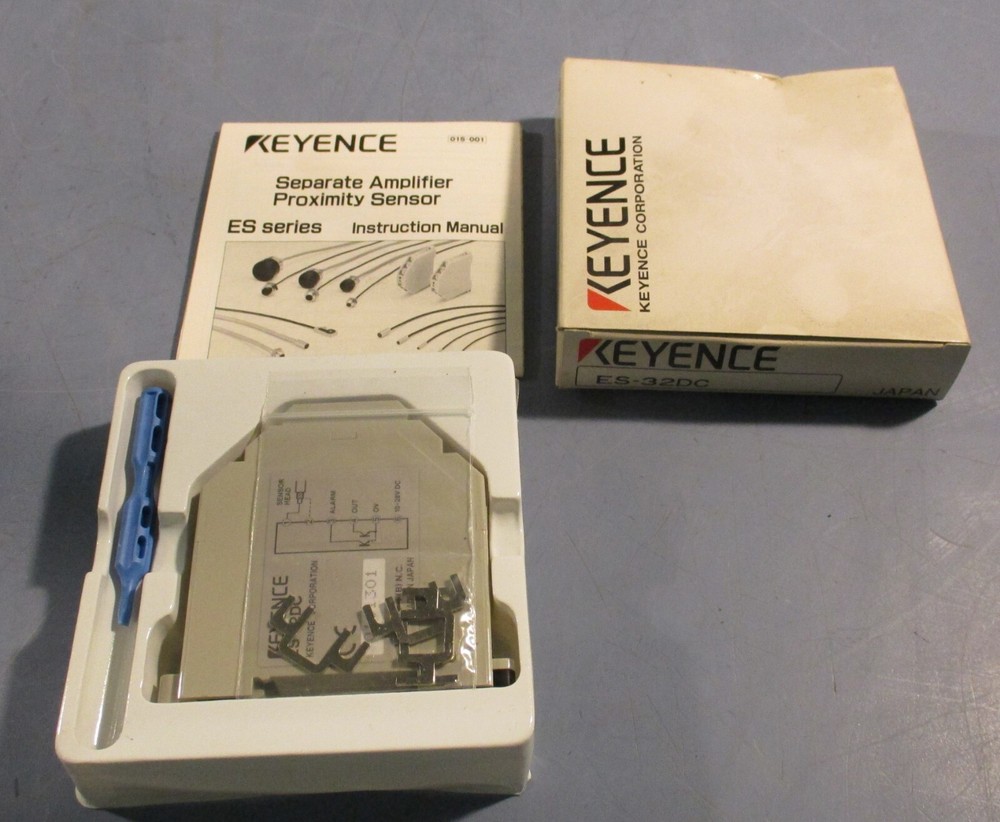 KEYENCE
015 001
Separate Amplifier
Proximity Sensor
ES series Instruction Manual
KEYENCE
KEYENCE CORPORATION
KEYENCE
ES-32DC
JAPAN
SENSOR
HEAD
ALARM
OUT
0V
KEYENCE
KEYENCE CORPORATION
301
N.C.
JAPAN